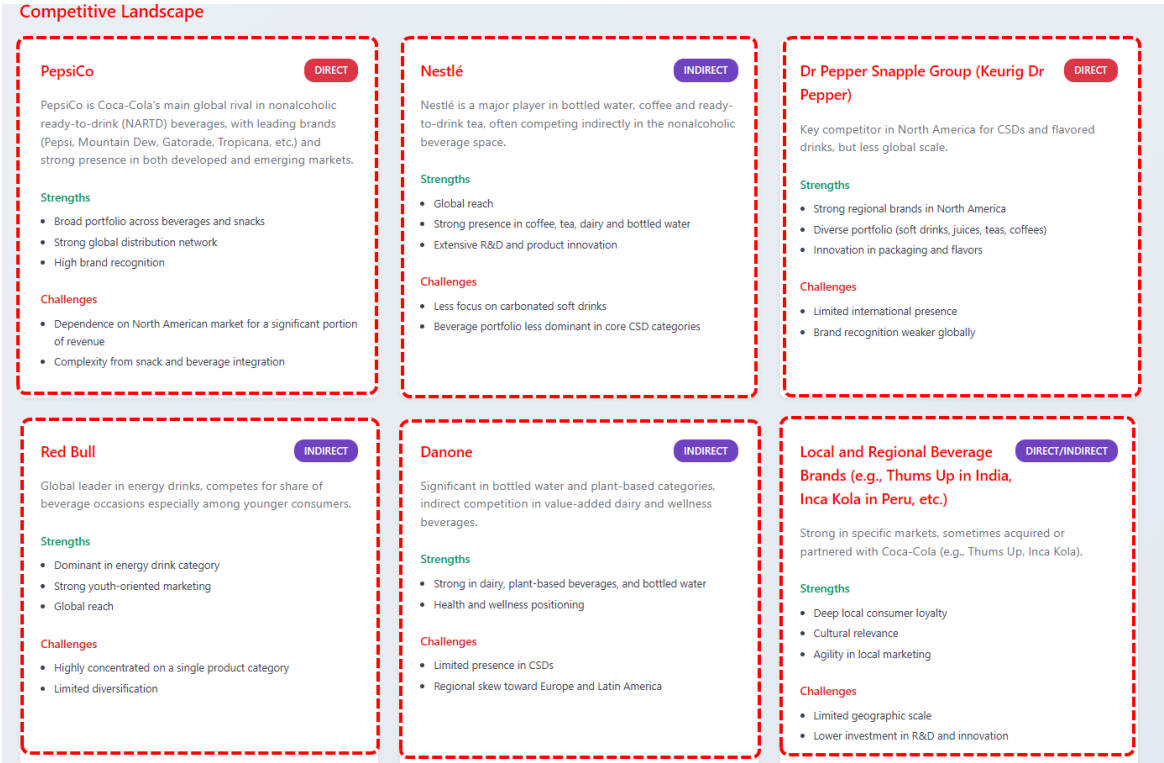 Competitive Landscape
PepsiCo
DIRECT
PepsiCo is Coca-Cola's main global rival in nonalcoholic
ready-to-drink (NARTD) beverages, with leading brands
(Pepsi, Mountain Dew, Gatorade, Tropicana, etc.) and
strong presence in both developed and emerging markets.
Strengths
• Broad portfolio across beverages and snacks
• Strong global distribution network
• High brand recognition
Challenges
• Dependence on North American market for a significant portion
of revenue
• Complexity from snack and beverage integration
Nestlé
INDIRECT
Nestlé is a major player in bottled water, coffee and ready-
to-drink tea, often competing indirectly in the nonalcoholic
beverage space.
Strengths
• Global reach
• Strong presence in coffee, tea, dairy and bottled water
• Extensive R&D and product innovation
Challenges
• Less focus on carbonated soft drinks
• Beverage portfolio less dominant in core CSD categories
Dr Pepper Snapple Group (Keurig Dr
Pepper)
DIRECT
Key competitor in North America for CSDs and flavored
drinks, but less global scale.
Strengths
• Strong regional brands in North America
• Diverse portfolio (soft drinks, juices, teas, coffees)
• Innovation in packaging and flavors
Challenges
• Limited international presence
• Brand recognition weaker globally
Red Bull
INDIRECT
Global leader in energy drinks, competes for share of
beverage occasions especially among younger consumers.
Strengths
• Dominant in energy drink category
• Strong youth-oriented marketing
• Global reach
Challenges
• Highly concentrated on a single product category
• Limited diversification
Danone
INDIRECT
Significant in bottled water and plant-based categories,
indirect competition in value-added dairy and wellness
beverages.
Strengths
• Strong in dairy, plant-based beverages, and bottled water
• Health and wellness positioning
Challenges
• Limited presence in CSDs
• Regional skew toward Europe and Latin America
Local and Regional Beverage
Brands (e.g., Thums Up in India,
Inca Kola in Peru, etc.)
DIRECT/INDIRECT
Strong in specific markets, sometimes acquired or
partnered with Coca-Cola (e.g., Thums Up, Inca Kola).
Strengths
• Deep local consumer loyalty
• Cultural relevance
• Agility in local marketing
Challenges
• Limited geographic scale
• Lower investment in R&D and innovation